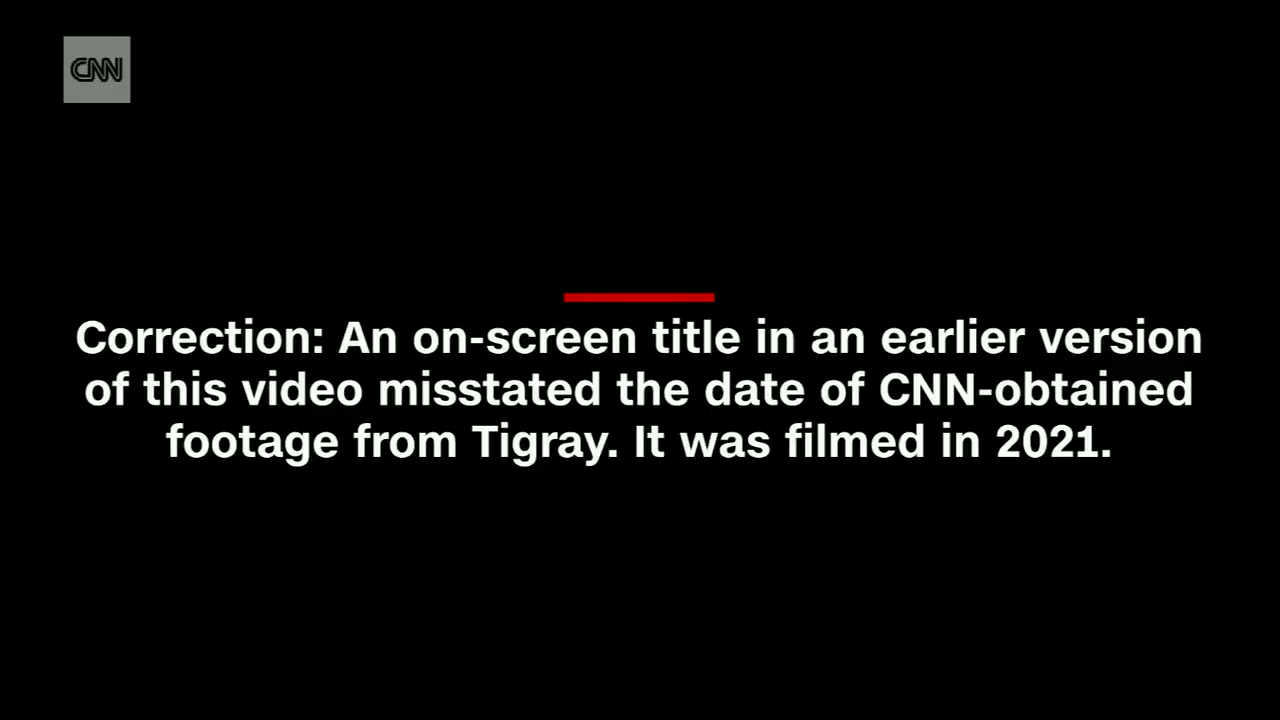 CNN
Correction: An on-screen title in an earlier version
of this video misstated the date of CNN-obtained
footage from Tigray. It was filmed in 2021.